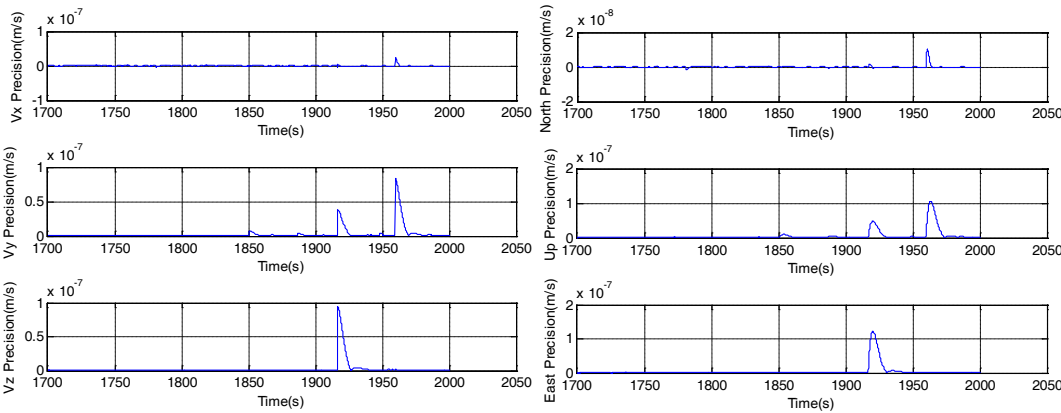 x 10^-7
Vx Precision(m/s)
1
0
-1
1700 1750 1800 1850 1900 1950 2000 2050
Time(s)
x 10^-8
North Precision(m/s)
2
0
-2
1700 1750 1800 1850 1900 1950 2000 2050
Time(s)
x 10^-7
Vy Precision(m/s)
1
0.5
0
1700 1750 1800 1850 1900 1950 2000 2050
Time(s)
x 10^-7
Up Precision(m/s)
2
1
0
1700 1750 1800 1850 1900 1950 2000 2050
Time(s)
x 10^-7
Vz Precision(m/s)
1
0.5
0
1700 1750 1800 1850 1900 1950 2000 2050
Time(s)
x 10^-7
East Precision(m/s)
2
1
0
1700 1750 1800 1850 1900 1950 2000 2050
Time(s)